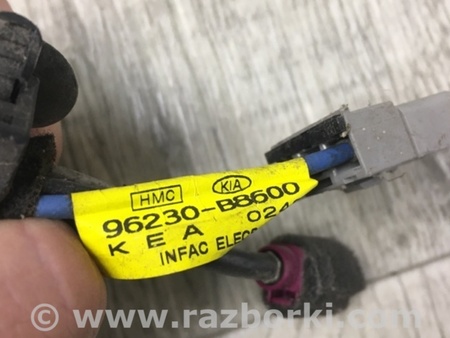 HMC KIA
96230-B8600
KEA 024
INFAC ELEC
© www.razborki.com